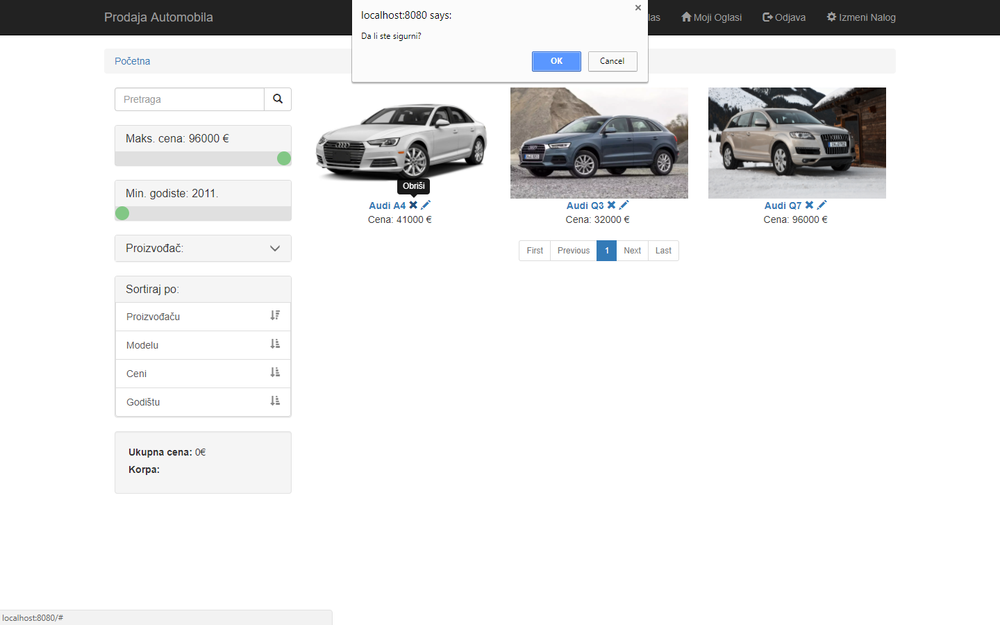 Prodaja Automobila
Moji Oglasi
Odjava
Izmeni Nalog
localhost:8080 says:
Da li ste sigurni?
OK
Cancel
Početna
Pretraga
Maks. cena: 96000 €
Min. godiste: 2011.
Proizvođač:
Sortiraj po:
Proizvođaču
Modelu
Ceni
Godištu
Ukupna cena: 0€
Korpa:
Obriši
Audi A4
Cena: 41000 €
Audi Q3
Cena: 32000 €
Audi Q7
Cena: 96000 €
First Previous 1 Next Last
localhost:8080/#